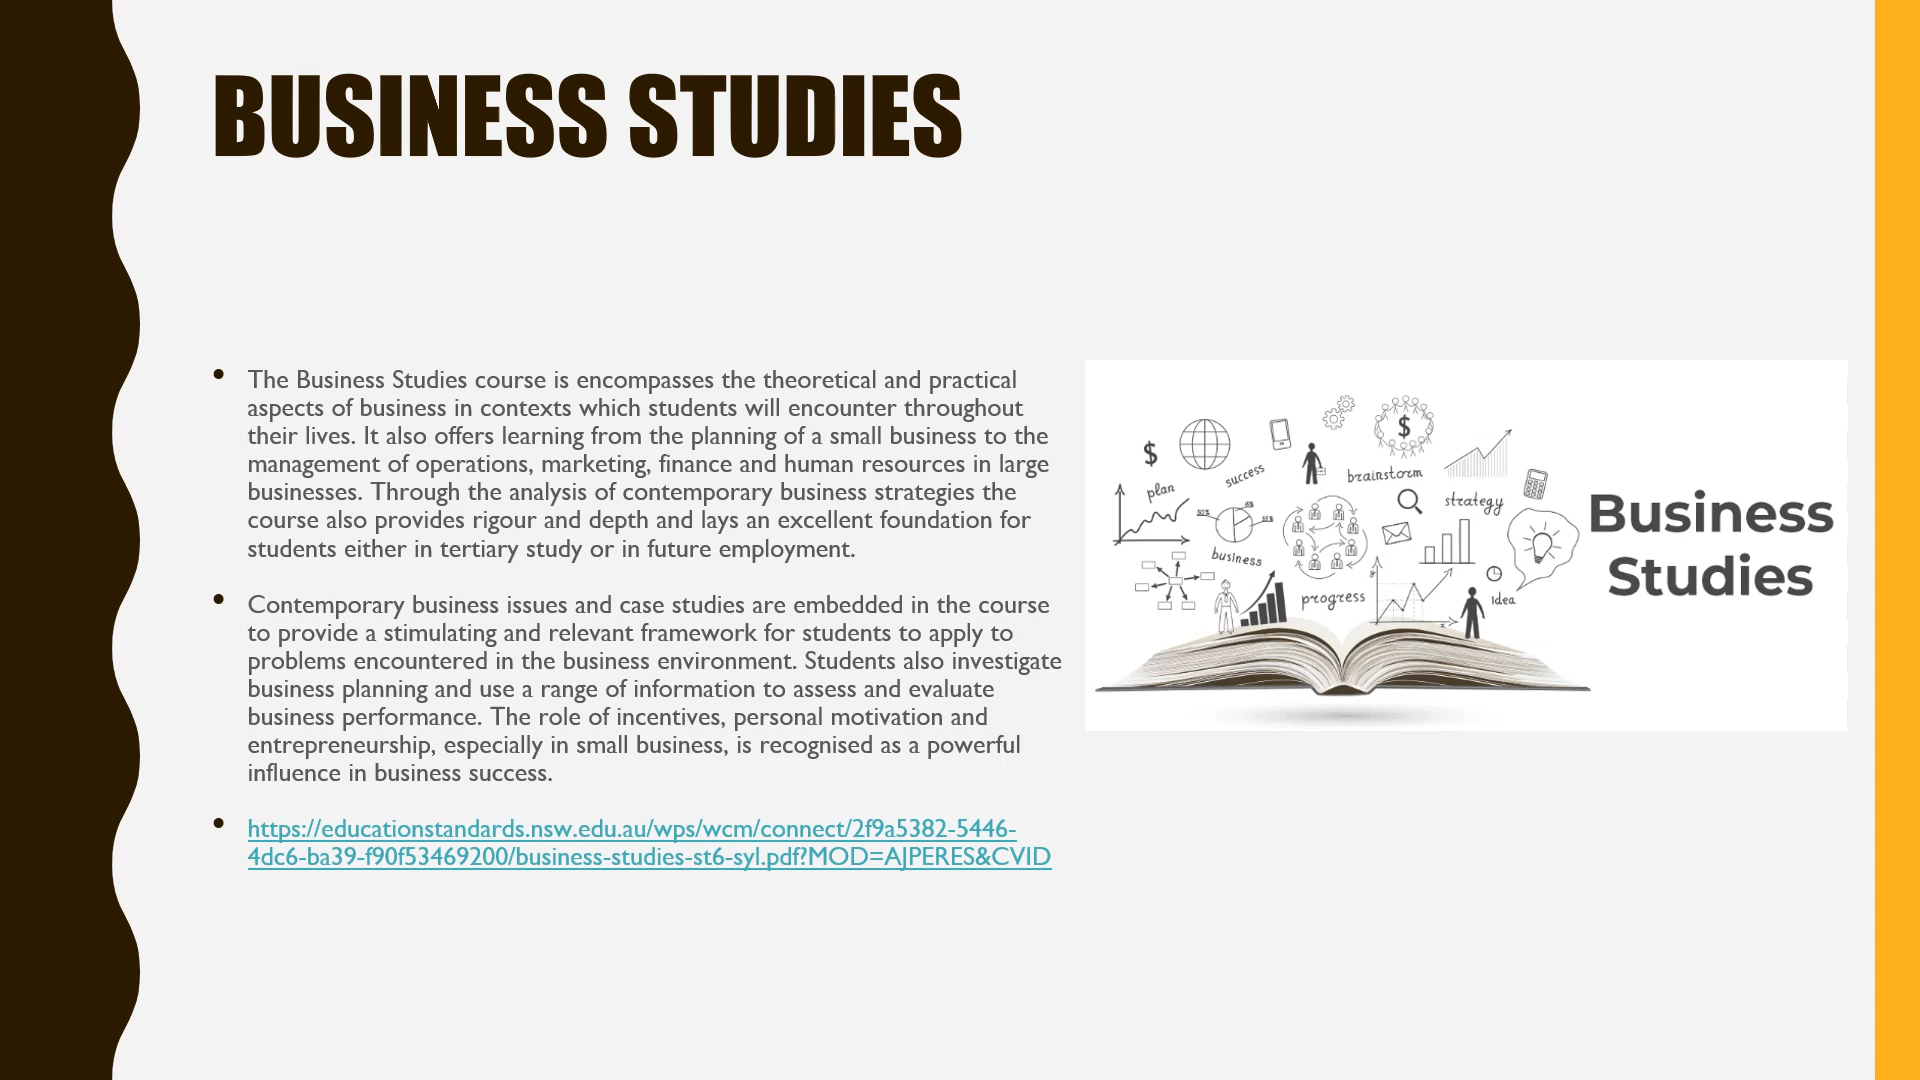 BUSINESS STUDIES
• The Business Studies course is encompasses the theoretical and practical
aspects of business in contexts which students will encounter throughout
their lives. It also offers learning from the planning of a small business to the
management of operations, marketing, finance and human resources in large
businesses. Through the analysis of contemporary business strategies the
course also provides rigour and depth and lays an excellent foundation for
students either in tertiary study or in future employment.
• Contemporary business issues and case studies are embedded in the course
to provide a stimulating and relevant framework for students to apply to
problems encountered in the business environment. Students also investigate
business planning and use a range of information to assess and evaluate
business performance. The role of incentives, personal motivation and
entrepreneurship, especially in small business, is recognised as a powerful
influence in business success.
• https://educationstandards.nsw.edu.au/wps/wcm/connect/2f9a5382-5446-
4dc6-ba39-f90f53469200/business-studies-st6-syl.pdf?MOD=AJPERES&CVID
$
$
success
brainstorm
plan
strategy
50%
business
progress
y
x
Idea
Business
Studies